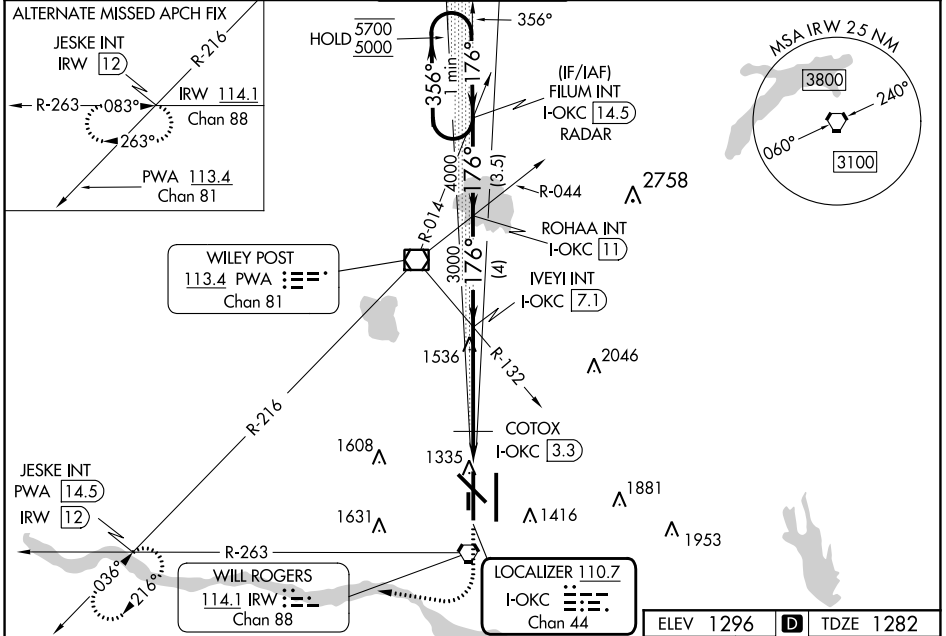 ALTERNATE MISSED APCH FIX
JESKE INT
IRW 12
R-216
R-263
083°
263°
IRW 114.1
Chan 88
PWA 113.4
Chan 81
HOLD 5700
5000
356°
1 min
176°
356°
(IF/IAF)
FILUM INT
I-OKC 14.5
RADAR
MSA IRW 25 NM
3800
240°
060°
3100
4000
176°
(3.5)
R-014
R-044
2758
ROHAA INT
I-OKC 11
WILEY POST
113.4 PWA
Chan 81
3000
176°
(4)
IVEYI INT
I-OKC 7.1
1536
R-132
2046
R-216
COTOX
I-OKC 3.3
1608
1335
JESKE INT
PWA 14.5
IRW 12
1631
1416
1881
1953
R-263
036°
216°
WILL ROGERS
114.1 IRW
Chan 88
LOCALIZER 110.7
I-OKC
Chan 44
ELEV 1296 D TDZE 1282